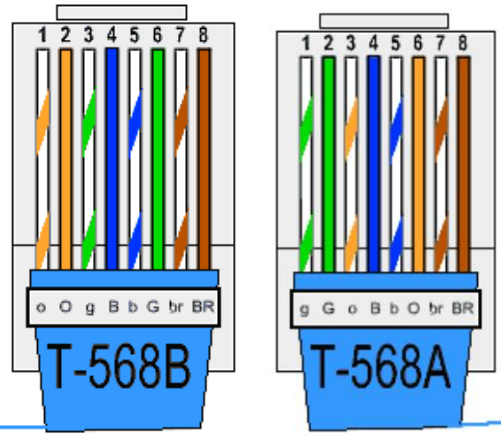 1 2 3 4 5 6 7 8
o O g B b G br BR
T-568B
1 2 3 4 5 6 7 8
g G o B b O br BR
T-568A